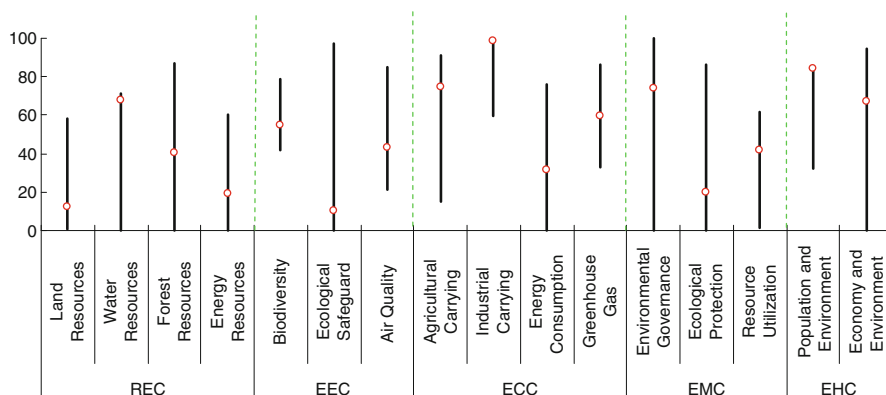 100
80
60
40
20
0
Land
Resources
Water
Resources
Forest
Resources
Energy
Resources
Biodiversity
Ecological
Safeguard
Air Quality
Agricultural
Carrying
Industrial
Carrying
Energy
Consumption
Greenhouse
Gas
Environmental
Governance
Ecological
Protection
Resource
Utilization
Population and
Environment
Economy and
Environment
REC
EEC
ECC
EMC
EHC